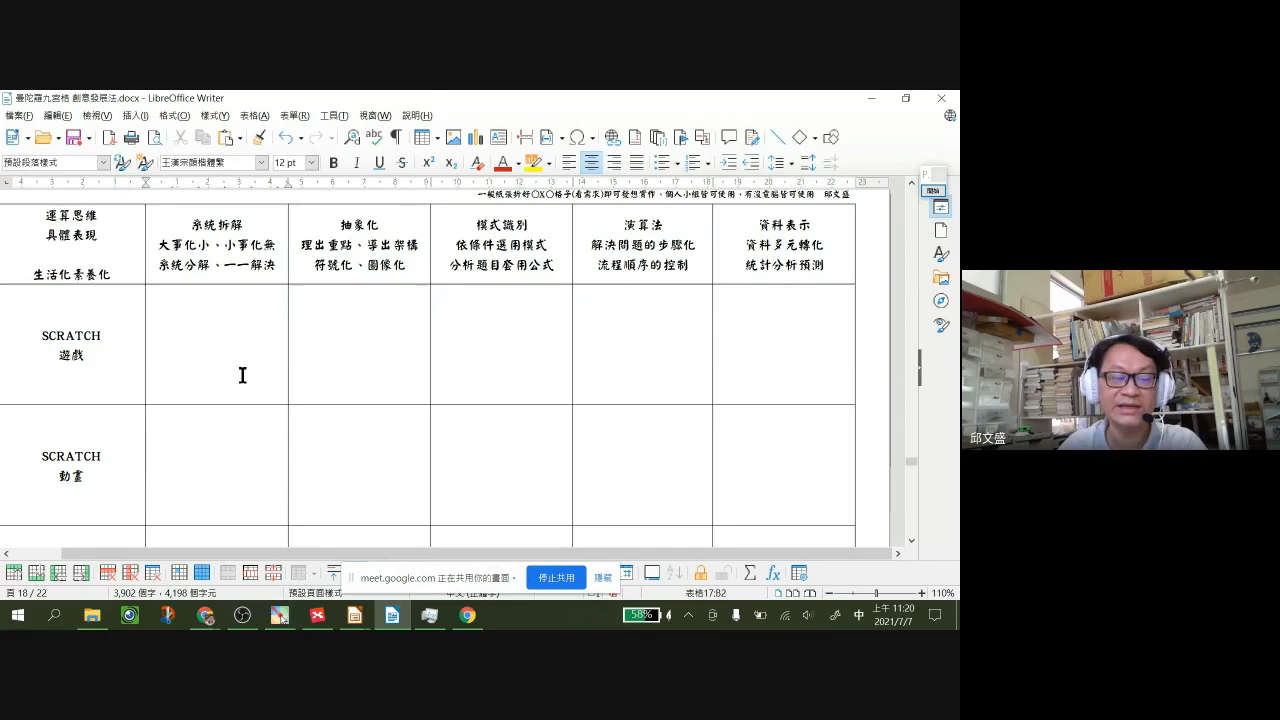 曼陀羅九宮格 創意發展法.docx - LibreOffice Writer
檔案(F) 編輯(E) 檢視(V) 插入(I) 格式(O) 樣式(Y) 表格(A) 表單(R) 工具(T) 視窗(W) 說明(H)
預設段落樣式 王漢宗顏楷體繁 12 pt
一般紙張折好〇X〇格子(看需求)即可發想實作、個人小組皆可使用、有沒電腦皆可使用 邱文盛
開始
運算思維
具體表現
生活化素養化
系統拆解
大事化小、小事化無
系統分解、一一解決
抽象化
理出重點、導出架構
符號化、圖像化
模式識別
依條件選用模式
分析題目套用公式
演算法
解決問題的步驟化
流程順序的控制
資料表示
資料多元轉化
統計分析預測
SCRATCH
遊戲
SCRATCH
動畫
邱文盛
meet.google.com 正在共用你的畫面。 停止共用 隱藏
頁 18 / 22 3,902 個字，4,198 個字元 預設頁面樣式 中文 (正體字) 表格17:B2 110%
58% 中 上午 11:20
2021/7/7